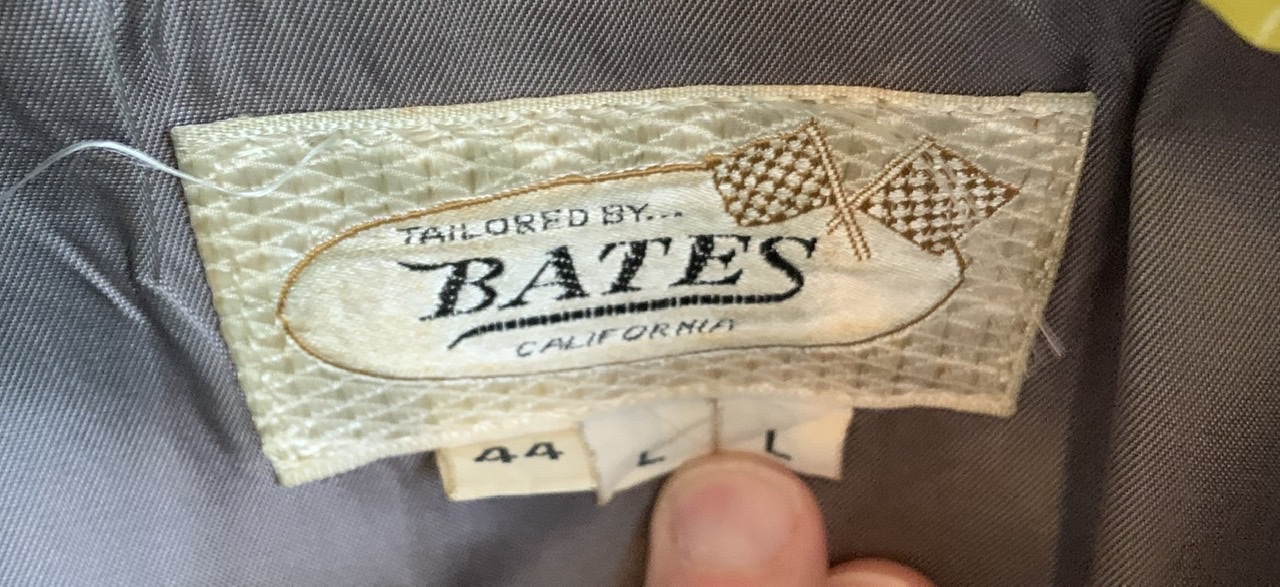 TAILORED BY...
BATES
CALIFORNIA
44 L L